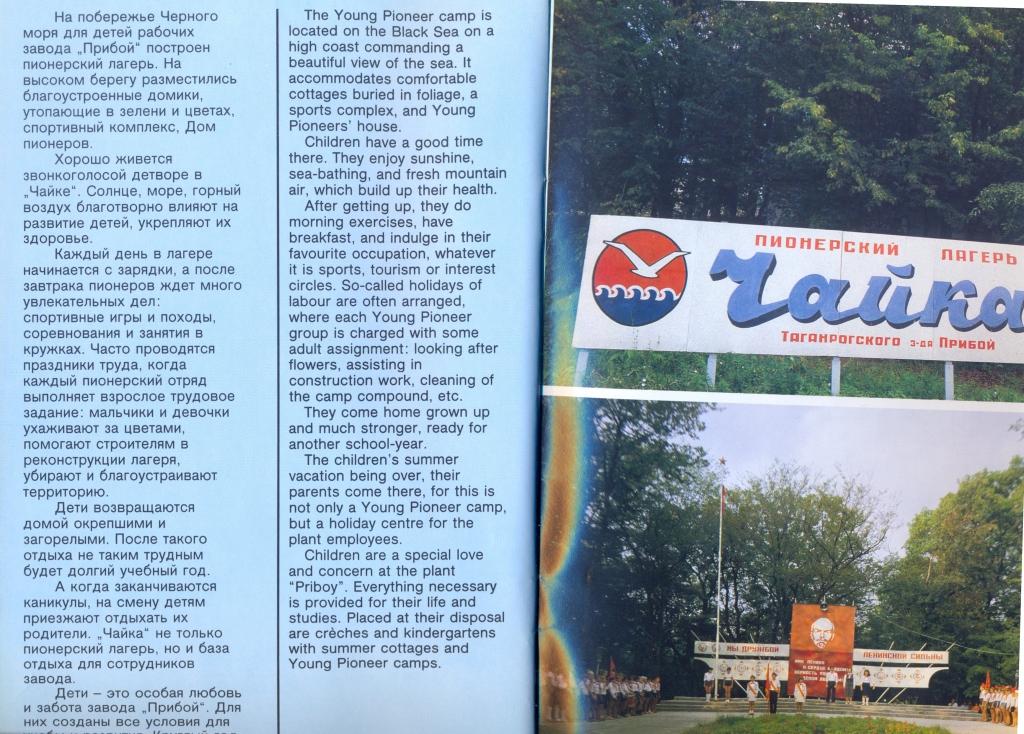 На побережье Черного
моря для детей рабочих
завода „Прибой“ построен
пионерский лагерь. На
высоком берегу разместились
благоустроенные домики,
утопающие в зелени и цветах,
спортивный комплекс, Дом
пионеров.
Хорошо живется
звонкоголосой детворе в
„Чайке“. Солнце, море, горный
воздух благотворно влияют на
развитие детей, укрепляют их
здоровье.
Каждый день в лагере
начинается с зарядки, а после
завтрака пионеров ждет много
увлекательных дел:
спортивные игры и походы,
соревнования и занятия в
кружках. Часто проводятся
праздники труда, когда
каждый пионерский отряд
выполняет взрослое трудовое
задание: мальчики и девочки
ухаживают за цветами,
помогают строителям в
реконструкции лагеря,
убирают и благоустраивают
территорию.
Дети возвращаются
домой окрепшими и
загорелыми. После такого
отдыха не таким трудным
будет долгий учебный год.
А когда заканчиваются
каникулы, на смену детям
приезжают отдыхать их
родители. „Чайка“ не только
пионерский лагерь, но и база
отдыха для сотрудников
завода.
Дети – это особая любовь
и забота завода „Прибой“. Для
них созданы все условия для
The Young Pioneer camp is
located on the Black Sea on a
high coast commanding a
beautiful view of the sea. It
accommodates comfortable
cottages buried in foliage, a
sports complex, and Young
Pioneers' house.
Children have a good time
there. They enjoy sunshine,
sea-bathing, and fresh mountain
air, which build up their health.
After getting up, they do
morning exercises, have
breakfast, and indulge in their
favourite occupation, whatever
it is sports, tourism or interest
circles. So-called holidays of
labour are often arranged,
where each Young Pioneer
group is charged with some
adult assignment: looking after
flowers, assisting in
construction work, cleaning of
the camp compound, etc.
They come home grown up
and much stronger, ready for
another school-year.
The children's summer
vacation being over, their
parents come there, for this is
not only a Young Pioneer camp,
but a holiday centre for the
plant employees.
Children are a special love
and concern at the plant
“Priboy”. Everything necessary
is provided for their life and
studies. Placed at their disposal
are crèches and kindergartens
with summer cottages and
Young Pioneer camps.
ПИОНЕРСКИЙ ЛАГЕРЬ
Чайка
ТАГАНРОГСКОГО З-ДА ПРИБОЙ
МЫ ДРУЖБОЙ
ЛЕНИНСКОЙ СИЛЬНЫ